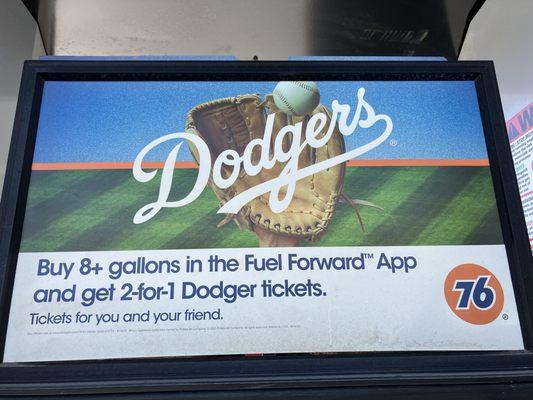 Dodgers®
Buy 8+ gallons in the Fuel Forward™ App
and get 2-for-1 Dodger tickets.
Tickets for you and your friend.
76®